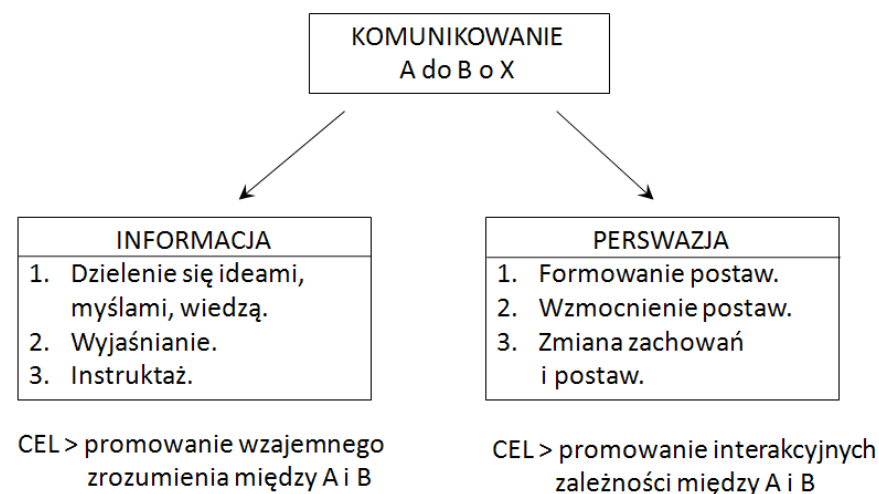 KOMUNIKOWANIE
A do B o X
INFORMACJA
1. Dzielenie się ideami,
myślami, wiedzą.
2. Wyjaśnianie.
3. Instruktaż.
CEL > promowanie wzajemnego
zrozumienia między A i B
PERSWAZJA
1. Formowanie postaw.
2. Wzmocnienie postaw.
3. Zmiana zachowań
i postaw.
CEL > promowanie interakcyjnych
zależności między A i B